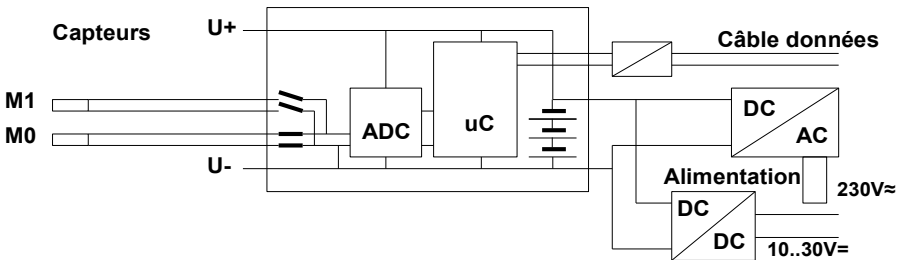 Capteurs
U+
Câble données
M1
M0
ADC
uC
DC
AC
U-
Alimentation
230V≈
DC
DC
10..30V=